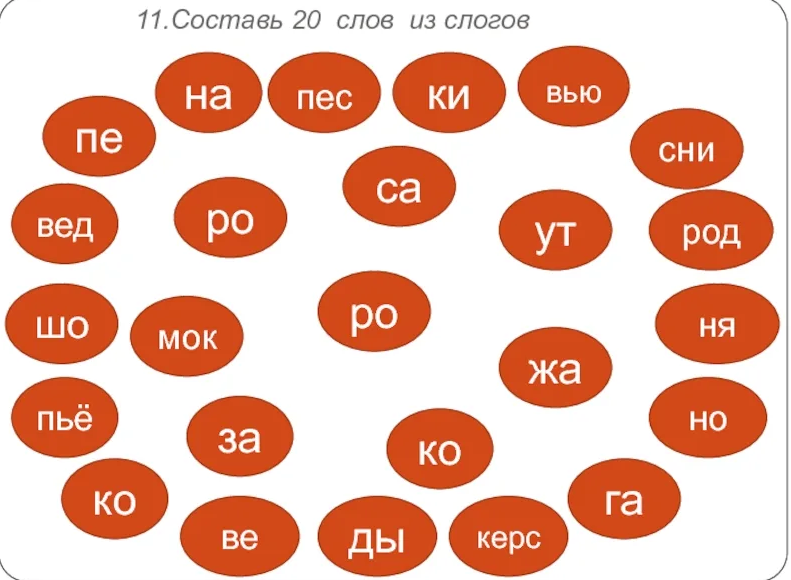 11.Составь 20 слов из слогов
на пес ки вью
пе сни
са
вед ро ут род
шо мок ро ня
жа
пьё за ко но
ко га
ве ды керс